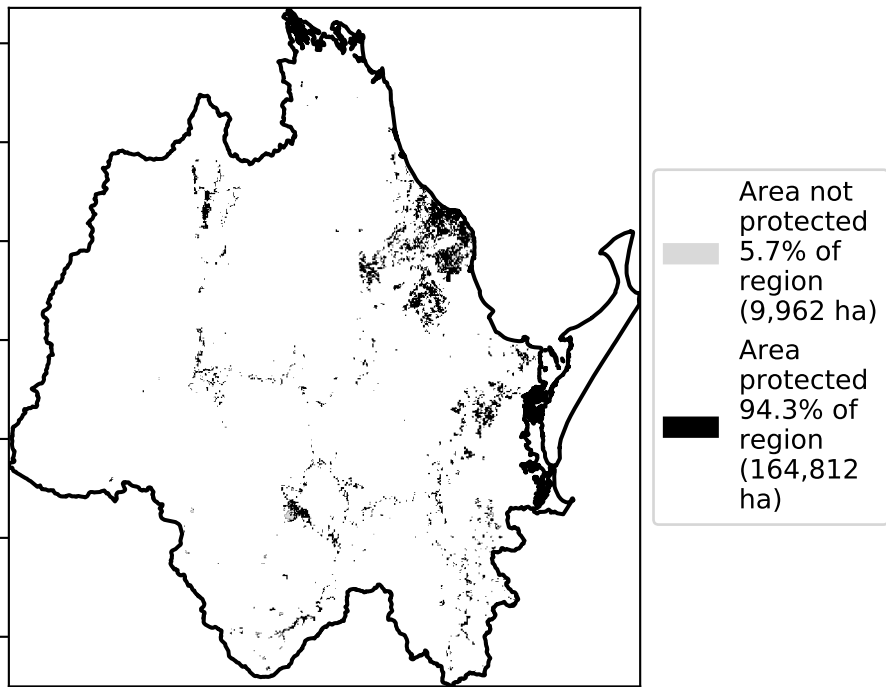 Area not
protected
5.7% of
region
(9,962 ha)
Area
protected
94.3% of
region
(164,812
ha)